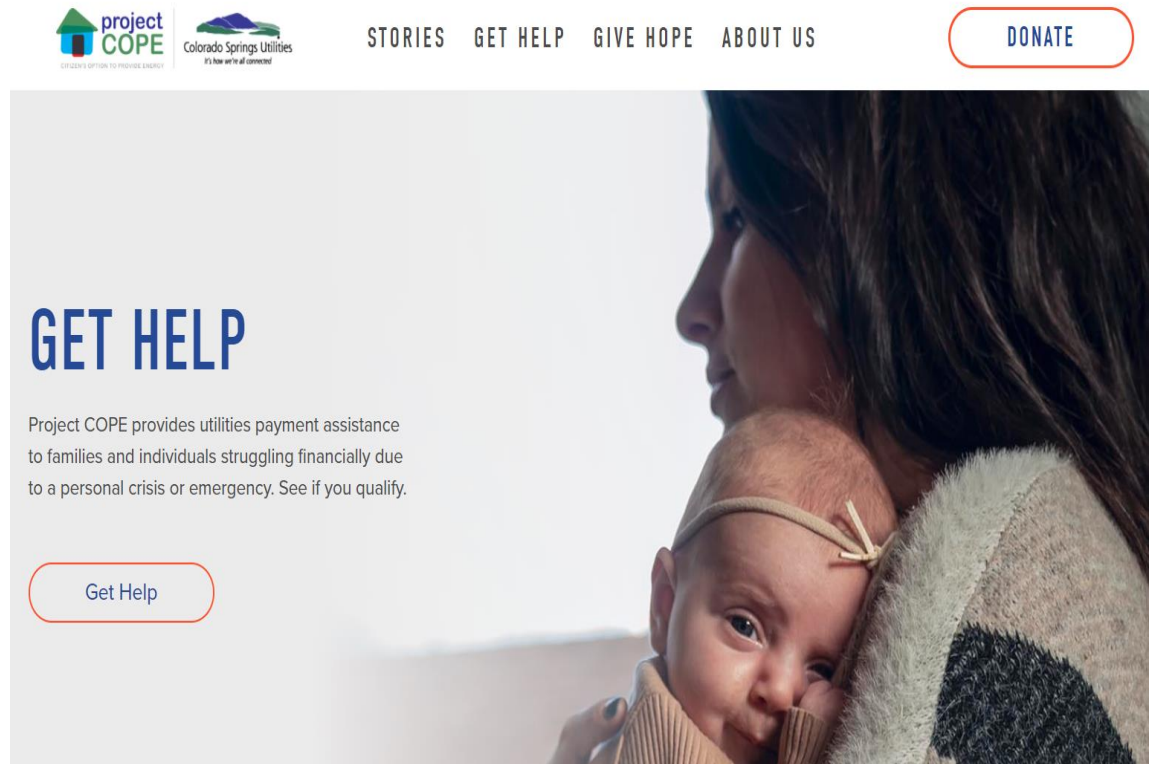 project
COPE
CITIZEN'S OPTION TO PROVIDE ENERGY
Colorado Springs Utilities
It's how we're all connected
STORIES GET HELP GIVE HOPE ABOUT US
DONATE
GET HELP
Project COPE provides utilities payment assistance
to families and individuals struggling financially due
to a personal crisis or emergency. See if you qualify.
Get Help